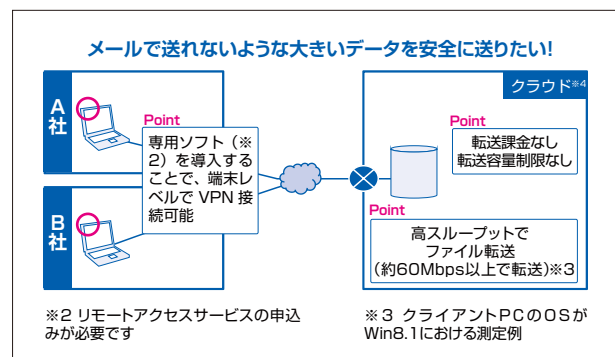 メールで送れないような大きいデータを安全に送りたい!
A社
Point
専用ソフト(※
2)を導入する
ことで、端末レ
ベルで VPN 接
続可能
B社
クラウド※4
Point
転送課金なし
転送容量制限なし
Point
高スループットで
ファイル転送
(約60Mbps以上で転送)※3
※2 リモートアクセスサービスの申込
みが必要です
※3 クライアントPCのOSが
Win8.1における測定例